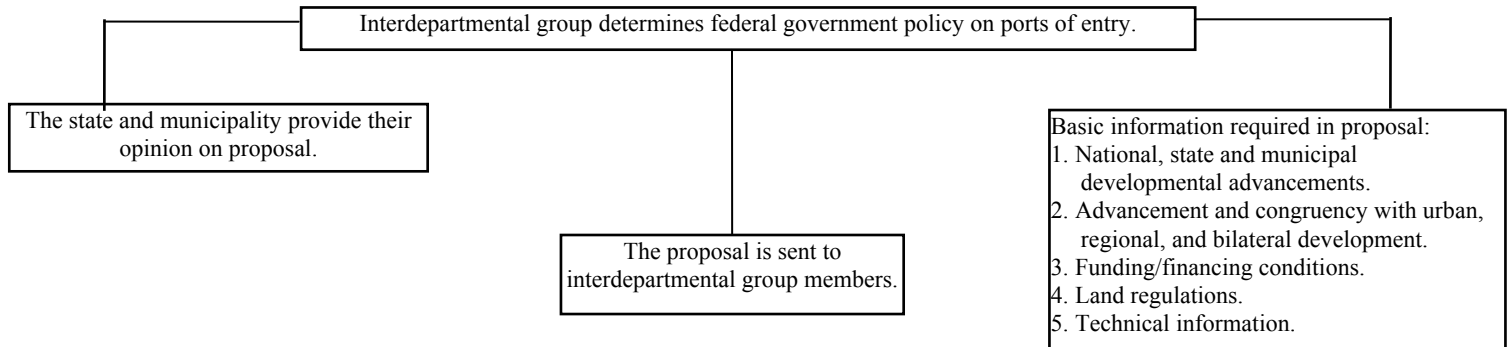 Interdepartmental group determines federal government policy on ports of entry.
The state and municipality provide their
opinion on proposal.
The proposal is sent to
interdepartmental group members.
Basic information required in proposal:
1. National, state and municipal
developmental advancements.
2. Advancement and congruency with urban,
regional, and bilateral development.
3. Funding/financing conditions.
4. Land regulations.
5. Technical information.